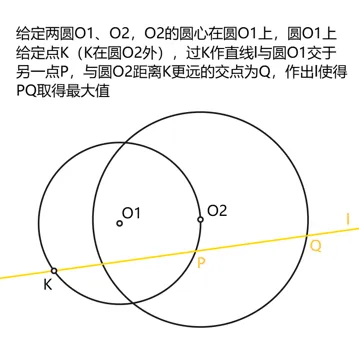 给定两圆O1、O2，O2的圆心在圆O1上，圆O1上
给定点K（K在圆O2外），过K作直线l与圆O1交于
另一点P，与圆O2距离K更远的交点为Q，作出l使得
PQ取得最大值
O1
O2
l
P
Q
K